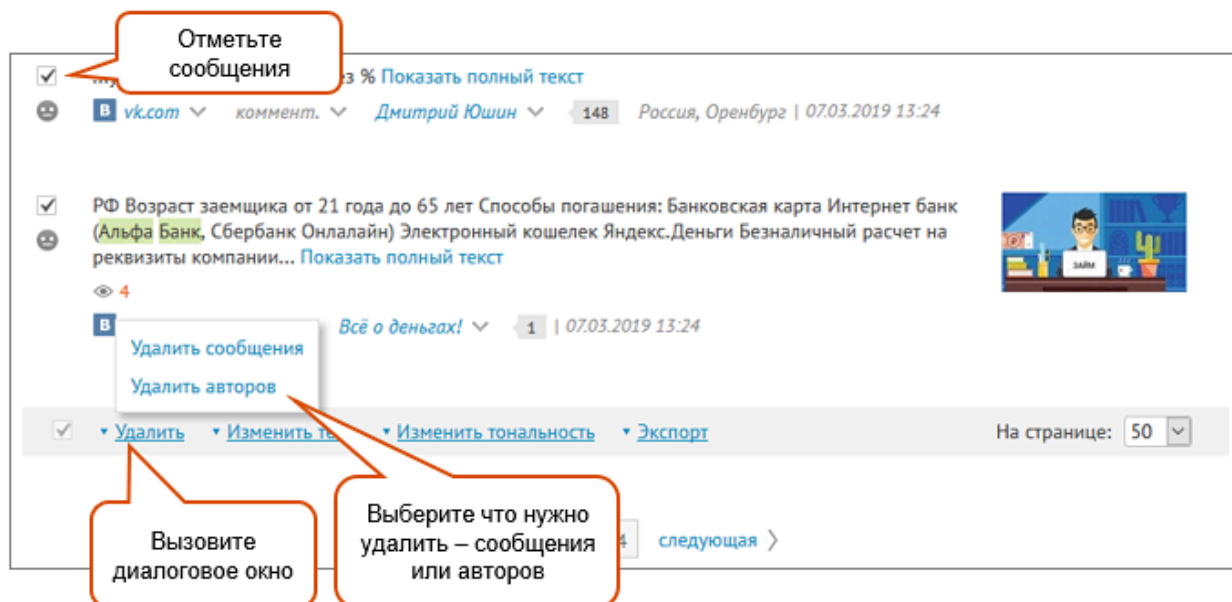 Отметьте
сообщения
% Показать полный текст
В vk.com коммент. Дмитрий Юшин 148 Россия, Оренбург | 07.03.2019 13:24
РФ Возраст заемщика от 21 года до 65 лет Способы погашения: Банковская карта Интернет банк
(Альфа Банк, Сбербанк Онлалайн) Электронный кошелек Яндекс.Деньги Безналичный расчет на
реквизиты компании... Показать полный текст
ЗАЙМ
4
В Всё о деньгах! 1 | 07.03.2019 13:24
Удалить сообщения
Удалить авторов
Удалить Изменить Изменить тональность Экспорт На странице: 50
Вызовите
диалоговое окно
Выберите что нужно
удалить – сообщения
или авторов
4 следующая